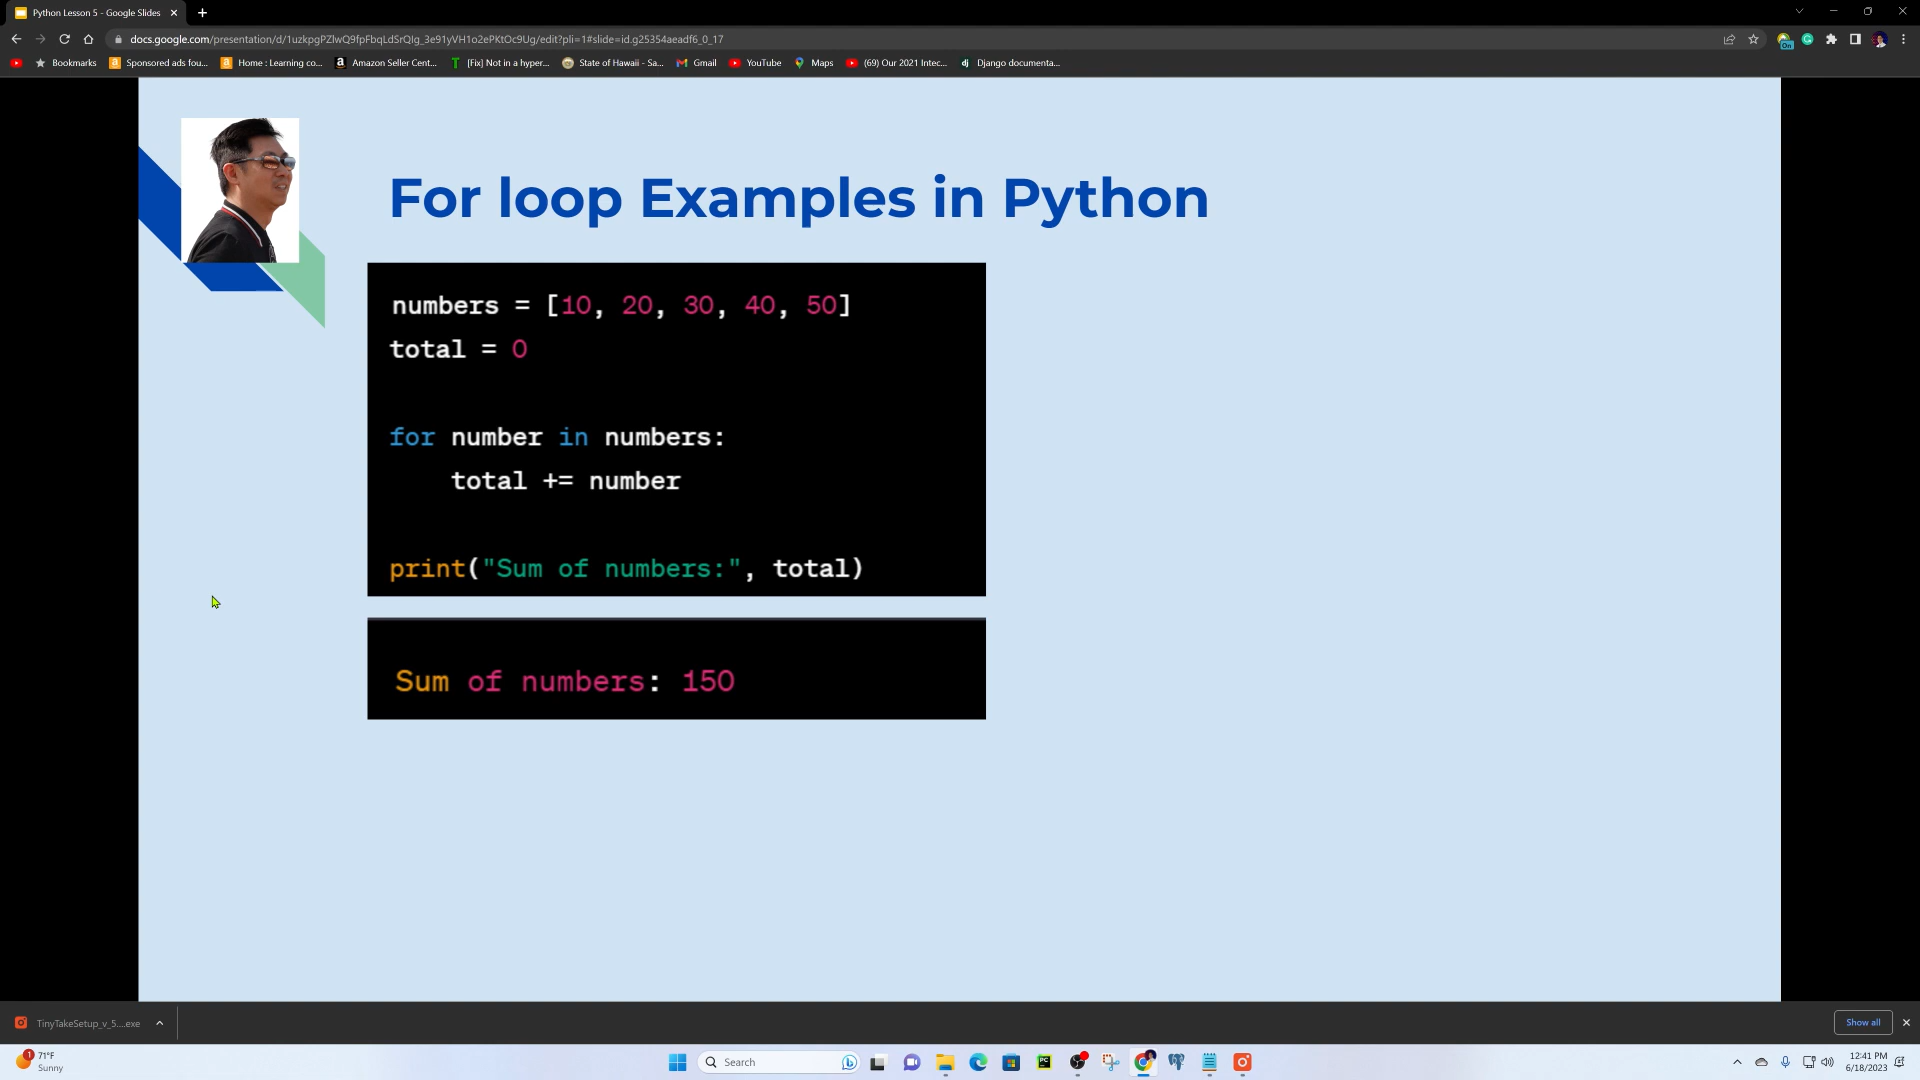 Python Lesson 5 - Google Slides
docs.google.com/presentation/d/1uzkpgPZlwQ9fpFbqLdSrQIg_3e91yVH1o2ePKtOc9Ug/edit?pli=1#slide=id.g25354aeadf6_0_17
On
Bookmarks
Sponsored ads fou...
Home : Learning co...
Amazon Seller Cent...
[Fix] Not in a hyper...
State of Hawaii - Sa...
Gmail
YouTube
Maps
(69) Our 2021 Intec...
Django documenta...
For loop Examples in Python
numbers = [10, 20, 30, 40, 50]
total = 0
for number in numbers:
total += number
print("Sum of numbers:", total)
Sum of numbers: 150
TinyTakeSetup_v_5....exe
Show all
1
71°F
Sunny
Search
12:41 PM
6/18/2023